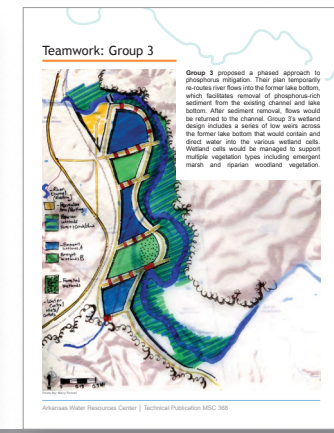 Teamwork: Group 3
Group 3 proposed a phased approach to
phosphorus mitigation. Their plan temporarily
re-routes river flows into the former lake bottom,
which facilitates removal of phosphorus-rich
sediment from the existing channel and lake
bottom. After sediment removal, flows would
be returned to the channel. Group 3's wetland
design includes a series of low weirs across
the former lake bottom that would contain and
direct water into the various wetland cells.
Wetland cells would be managed to support
multiple vegetation types including emergent
marsh and riparian woodland vegetation.
Arkansas Water Resources Center | Technical Publication MSC 368